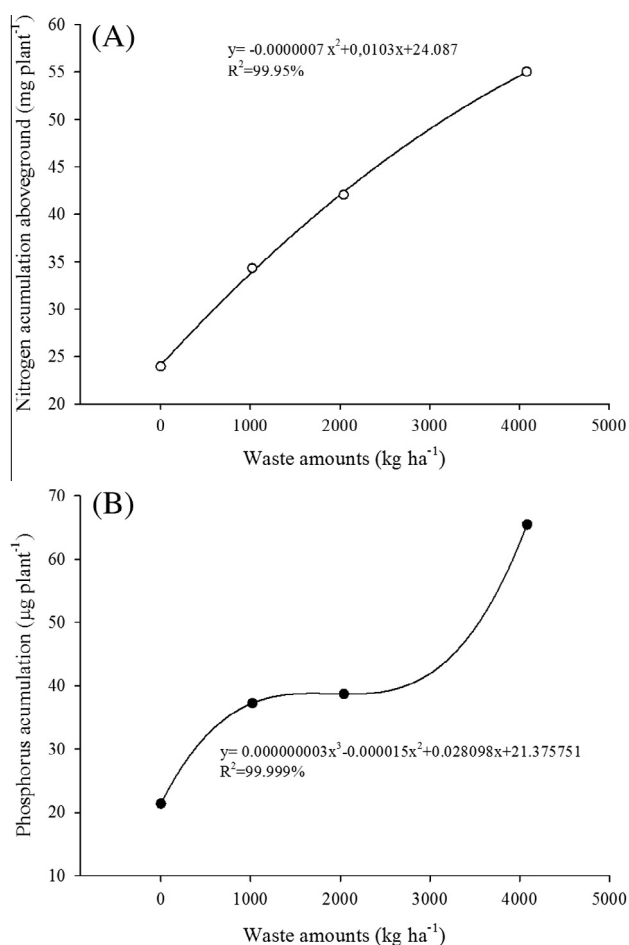 (A)
y= -0.0000007 x²+0,0103x+24.087
R²=99.95%
Nitrogen acumulation aboveground (mg plant⁻¹)
60
55
50
45
40
35
30
25
20
0 1000 2000 3000 4000 5000
Waste amounts (kg ha⁻¹)
(B)
Phosphorus acumulation (µg plant⁻¹)
70
60
50
40
30
20
10
y= 0.000000003x³-0.000015x²+0.028098x+21.375751
R²=99.999%
0 1000 2000 3000 4000 5000
Waste amounts (kg ha⁻¹)